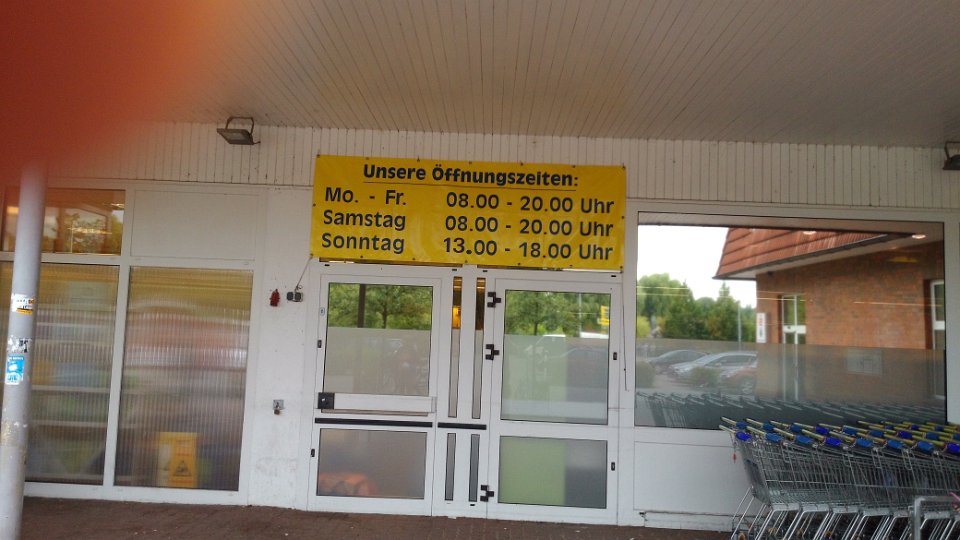 Unsere Öffnungszeiten:
Mo. - Fr. 08.00 - 20.00 Uhr
Samstag 08.00 - 20.00 Uhr
Sonntag 13.00 - 18.00 Uhr